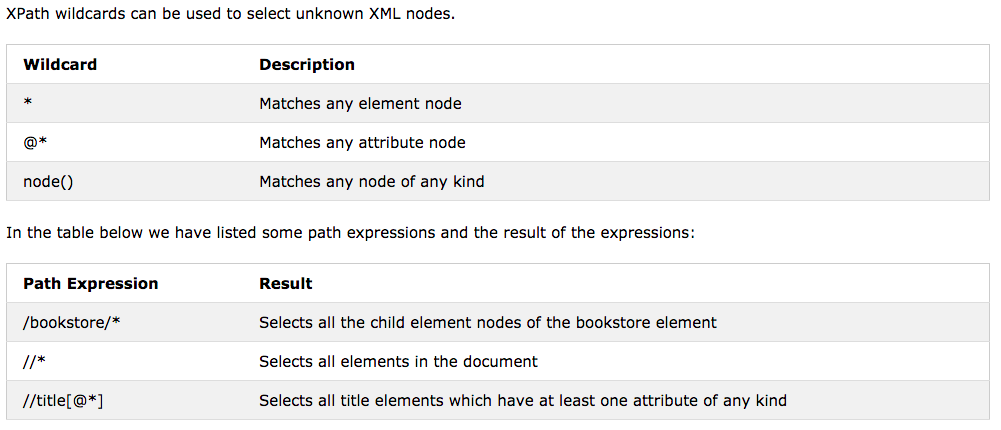 XPath wildcards can be used to select unknown XML nodes.
Wildcard Description
* Matches any element node
@* Matches any attribute node
node() Matches any node of any kind
In the table below we have listed some path expressions and the result of the expressions:
Path Expression Result
/bookstore/* Selects all the child element nodes of the bookstore element
//* Selects all elements in the document
//title[@*] Selects all title elements which have at least one attribute of any kind